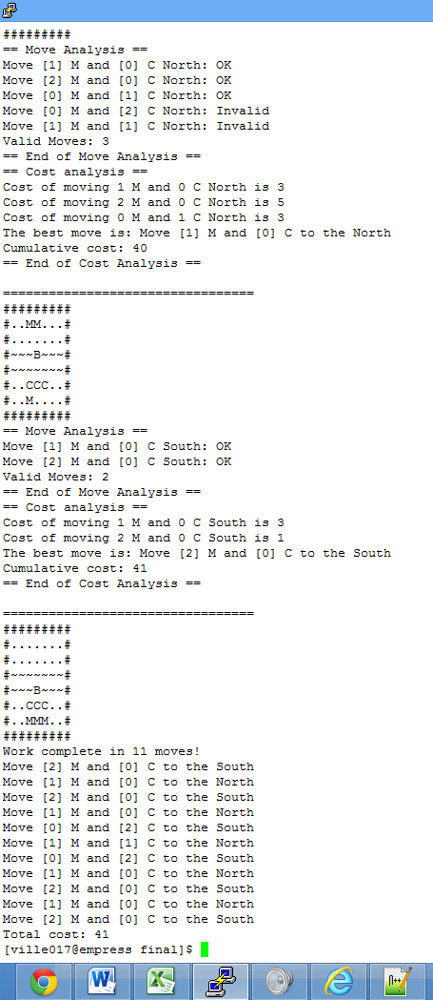 #########
== Move Analysis ==
Move [1] M and [0] C North: OK
Move [2] M and [0] C North: OK
Move [0] M and [1] C North: OK
Move [0] M and [2] C North: Invalid
Move [1] M and [1] C North: Invalid
Valid Moves: 3
== End of Move Analysis ==
== Cost analysis ==
Cost of moving 1 M and 0 C North is 3
Cost of moving 2 M and 0 C North is 5
Cost of moving 0 M and 1 C North is 3
The best move is: Move [1] M and [0] C to the North
Cumulative cost: 40
== End of Cost Analysis ==
=================================
#########
#..MM...#
#.......#
#~~~B~~~#
#~~~~~~~#
#..CCC..#
#..M....#
#########
== Move Analysis ==
Move [1] M and [0] C South: OK
Move [2] M and [0] C South: OK
Valid Moves: 2
== End of Move Analysis ==
== Cost analysis ==
Cost of moving 1 M and 0 C South is 3
Cost of moving 2 M and 0 C South is 1
The best move is: Move [2] M and [0] C to the South
Cumulative cost: 41
== End of Cost Analysis ==
=================================
#########
#.......#
#.......#
#~~~~~~~#
#~~~B~~~#
#..CCC..#
#..MMM..#
#########
Work complete in 11 moves!
Move [2] M and [0] C to the South
Move [1] M and [0] C to the North
Move [2] M and [0] C to the South
Move [1] M and [0] C to the North
Move [0] M and [2] C to the South
Move [1] M and [1] C to the North
Move [0] M and [2] C to the South
Move [1] M and [0] C to the North
Move [2] M and [0] C to the South
Move [1] M and [0] C to the North
Move [2] M and [0] C to the South
Total cost: 41
[ville017@empress final]$